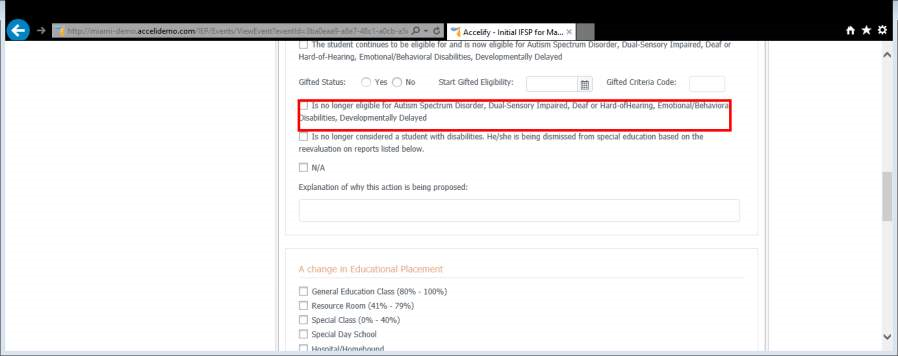 http://miami-demo.accelidemo.com/IEP/Events/ViewEvent?eventId=
Accelify - Initial IFSP for Ma...
The student continues to be eligible for and is now eligible for Autism Spectrum Disorder, Dual-Sensory Impaired, Deaf or
Hard-of-Hearing, Emotional/Behavioral Disabilities, Developmentally Delayed
Gifted Status: Yes No Start Gifted Eligibility: Gifted Criteria Code:
Is no longer eligible for Autism Spectrum Disorder, Dual-Sensory Impaired, Deaf or Hard-ofHearing, Emotional/Behaviora
Disabilities, Developmentally Delayed
Is no longer considered a student with disabilities. He/she is being dismissed from special education based on the
reevaluation on reports listed below.
N/A
Explanation of why this action is being proposed:
A change in Educational Placement
General Education Class (80% - 100%)
Resource Room (41% - 79%)
Special Class (0% - 40%)
Special Day School
Hospital/Homebound